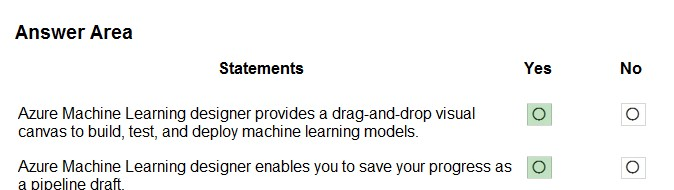 Answer Area
Statements Yes No
Azure Machine Learning designer provides a drag-and-drop visual
canvas to build, test, and deploy machine learning models.
Azure Machine Learning designer enables you to save your progress as
a pipeline draft.